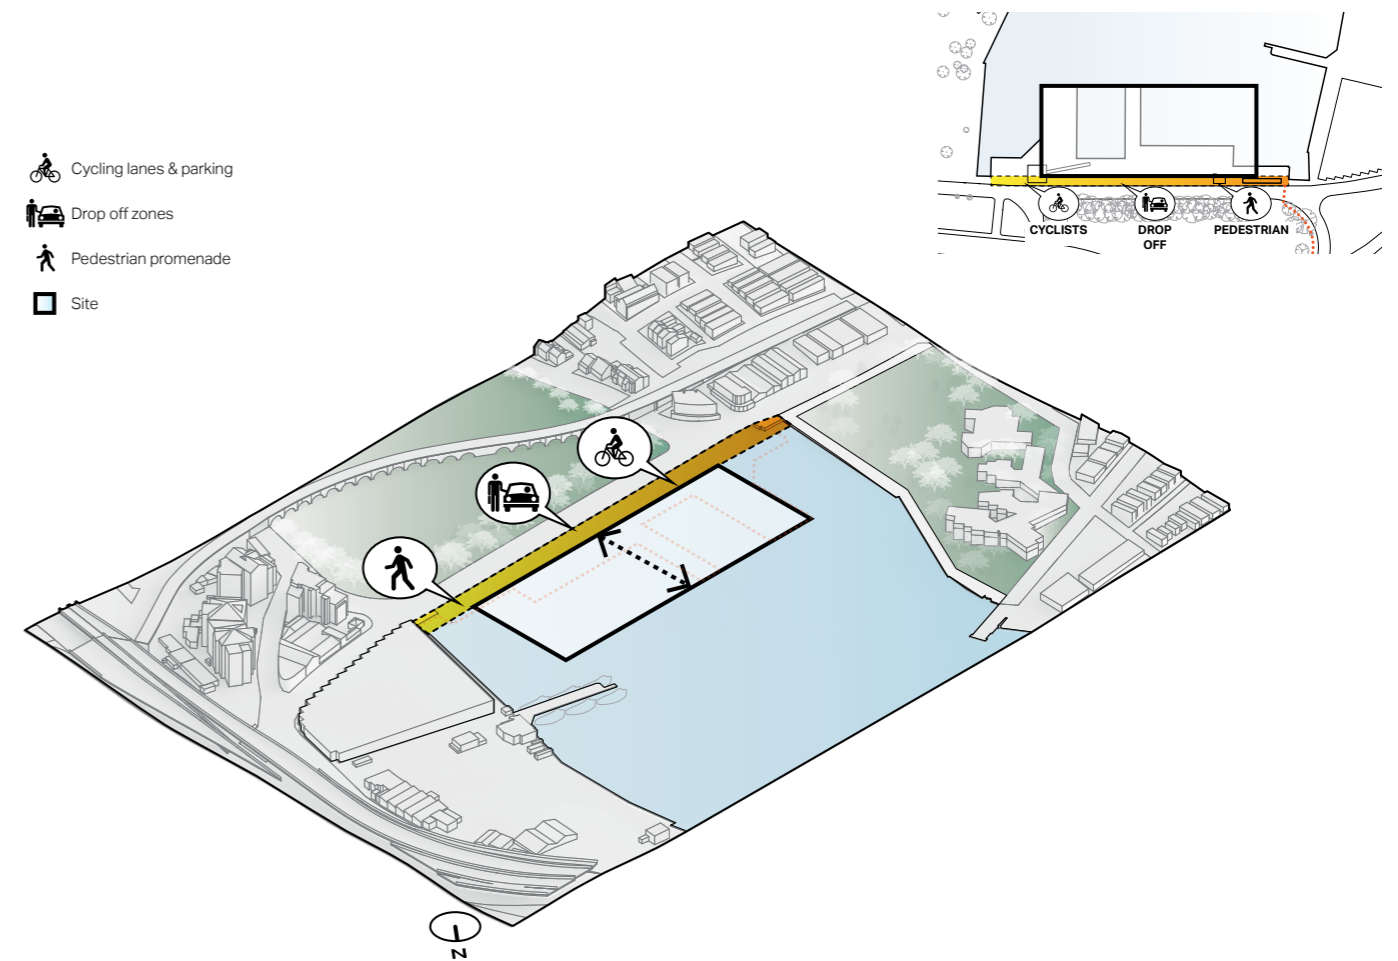 Cycling lanes & parking
Drop off zones
Pedestrian promenade
Site
CYCLISTS
DROP
OFF
PEDESTRIAN
N